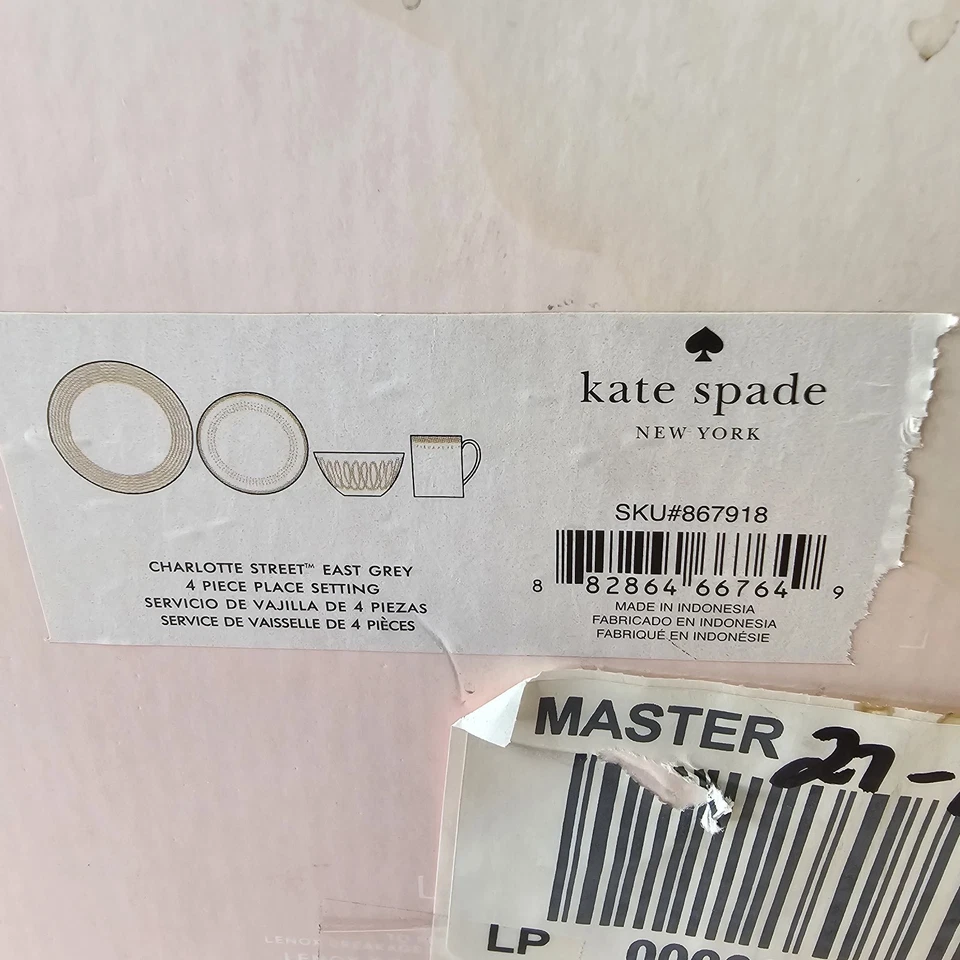 kate spade
NEW YORK
SKU#867918
8 82864 66764 9
MADE IN INDONESIA
FABRICADO EN INDONESIA
FABRIQUÉ EN INDONÉSIE
CHARLOTTE STREET™ EAST GREY
4 PIECE PLACE SETTING
SERVICIO DE VAJILLA DE 4 PIEZAS
SERVICE DE VAISSELLE DE 4 PIÈCES
MASTER 27-
LP